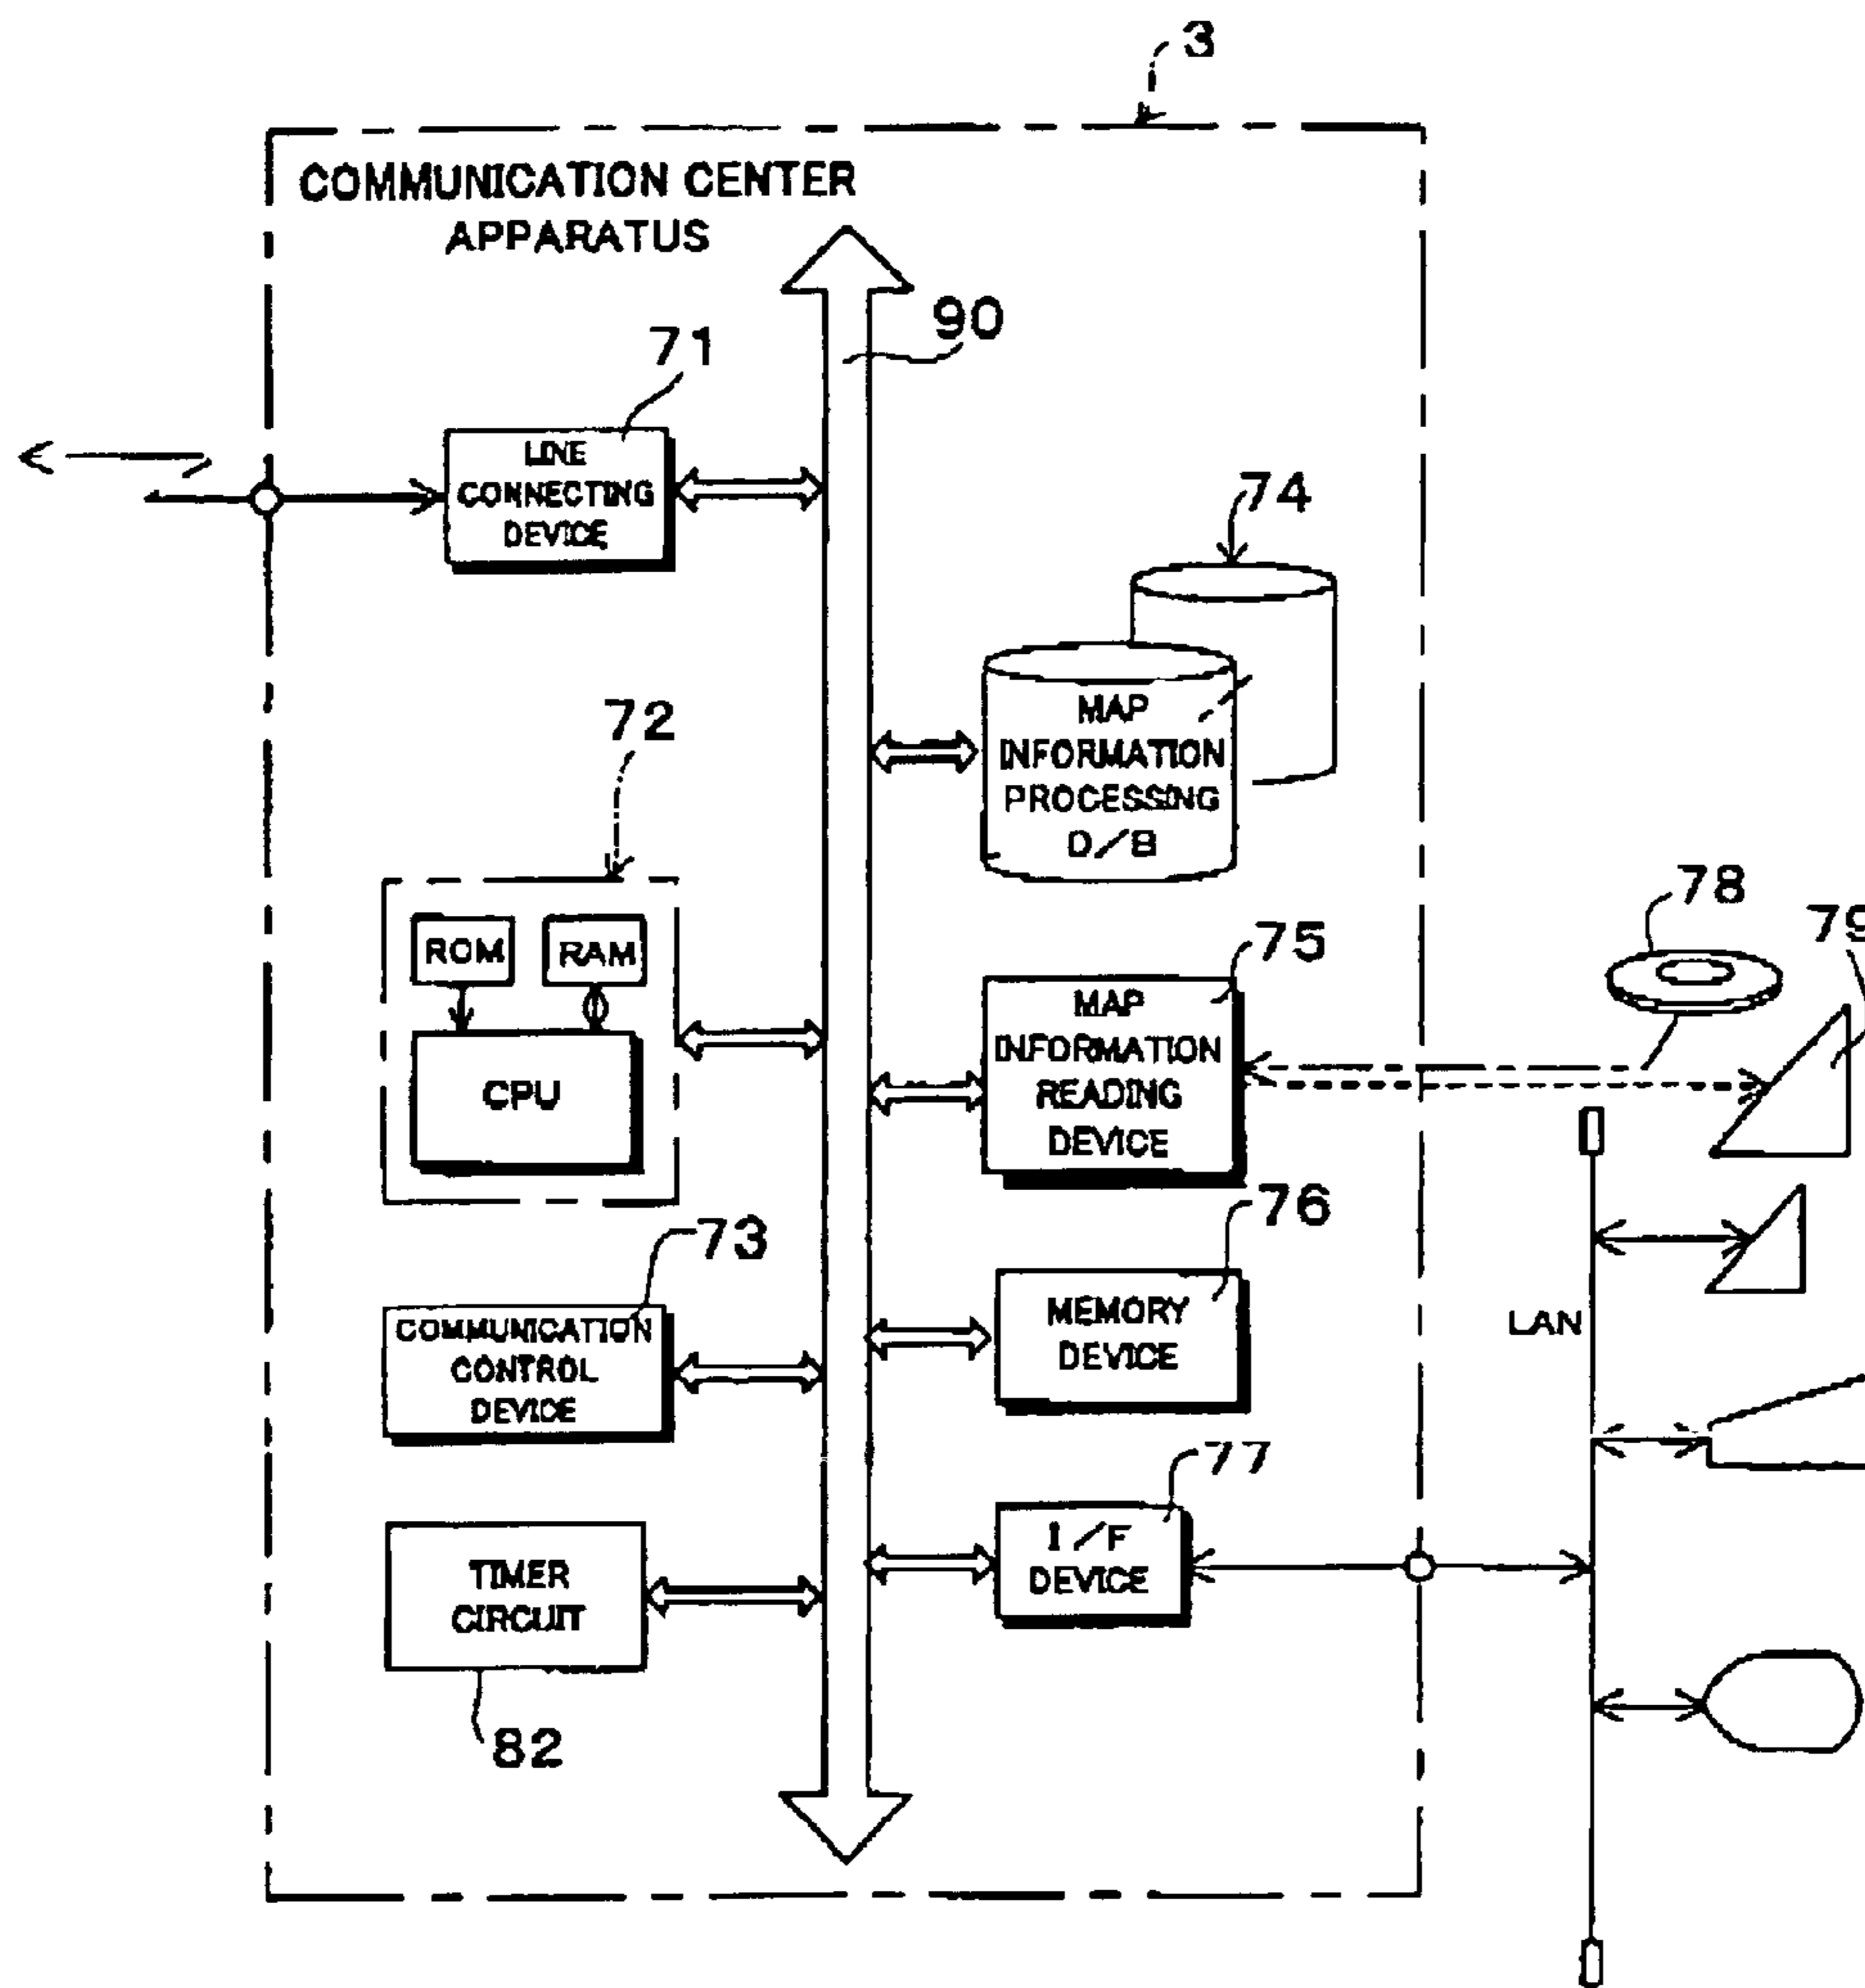 3
COMMUNICATION CENTER
APPARATUS
90
71
LINE
CONNECTING
DEVICE
74
MAP
INFORMATION
PROCESSING
D/B
72
ROM
RAM
CPU
75
MAP
INFORMATION
READING
DEVICE
78
79
73
COMMUNICATION
CONTROL
DEVICE
76
MEMORY
DEVICE
LAN
77
I/F
DEVICE
TIMER
CIRCUIT
82